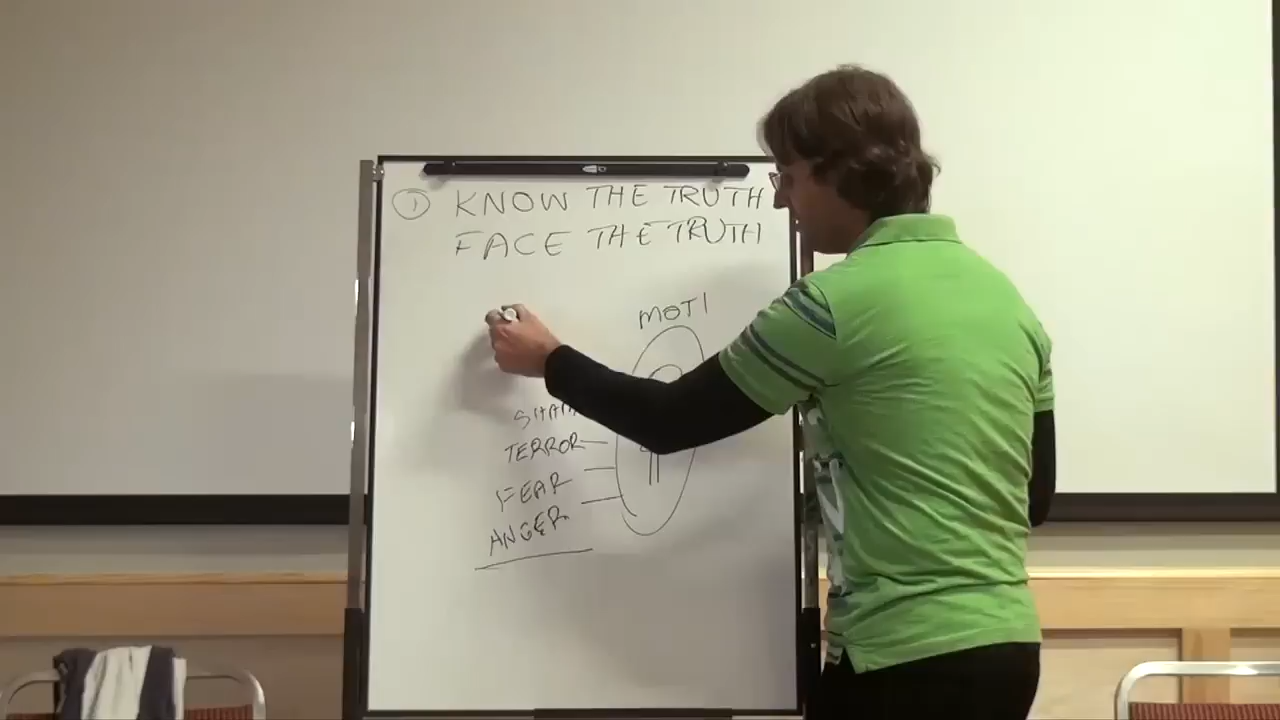 ① KNOW THE TRUTH
FACE THE TRUTH
MOTI
TERROR
FEAR
ANGER